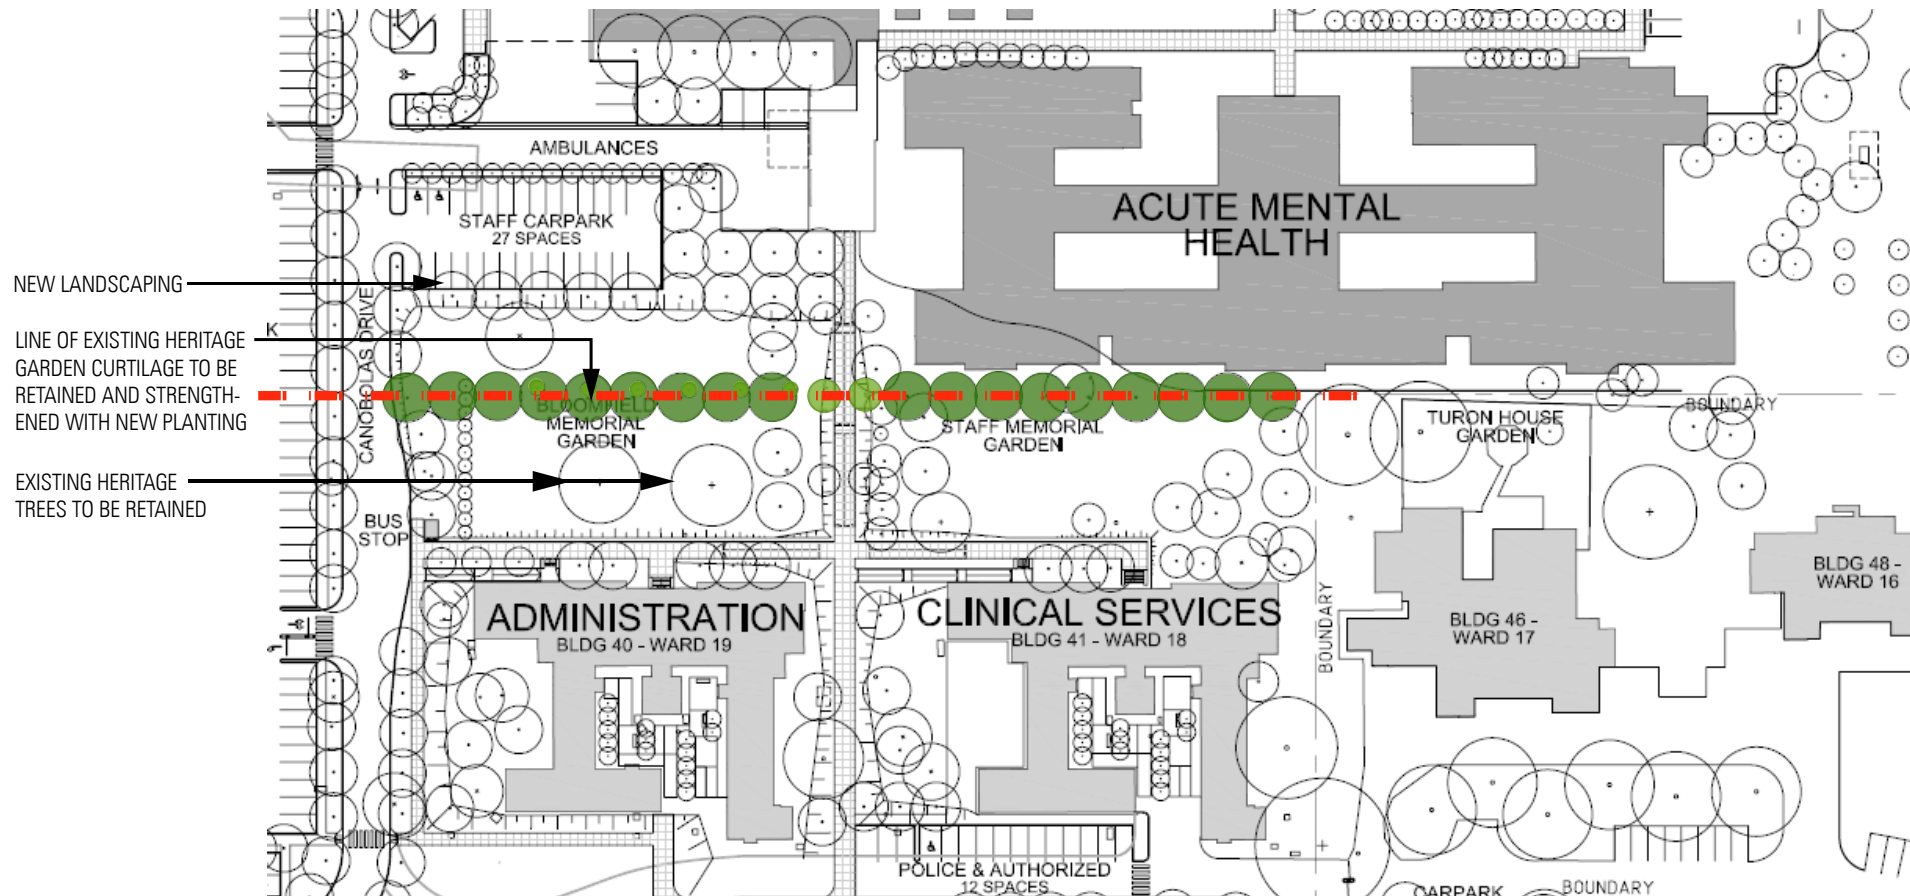 AMBULANCES
STAFF CARPARK
27 SPACES
ACUTE MENTAL
HEALTH
NEW LANDSCAPING
LINE OF EXISTING HERITAGE
GARDEN CURTILAGE TO BE
RETAINED AND STRENGTH-
ENED WITH NEW PLANTING
K
CANOBOLAS DRIVE
BLOOMFIELD
MEMORIAL
GARDEN
STAFF MEMORIAL
GARDEN
BOUNDARY
TURON HOUSE
GARDEN
EXISTING HERITAGE
TREES TO BE RETAINED
BUS
STOP
ADMINISTRATION
BLDG 40 - WARD 19
CLINICAL SERVICES
BLDG 41 - WARD 18
BOUNDARY
BLDG 46 -
WARD 17
BLDG 48 -
WARD 16
POLICE & AUTHORIZED
12 SPACES
CARPARK
BOUNDARY